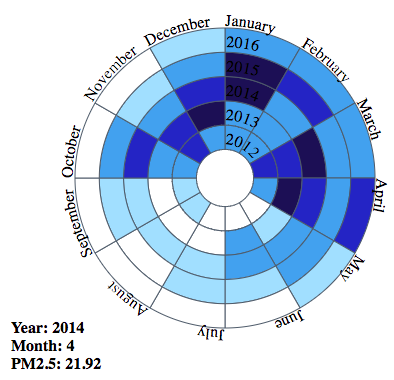 January
February
March
April
May
June
July
August
September
October
November
December
2016
2015
2014
2013
2012
Year: 2014
Month: 4
PM2.5: 21.92